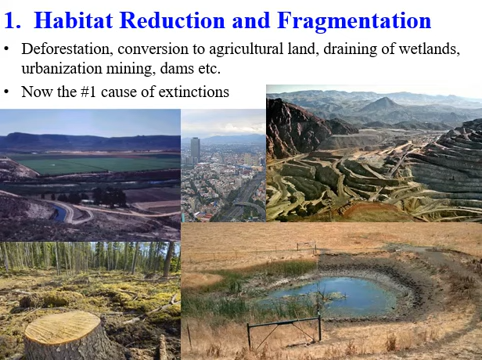 1.  Habitat Reduction and Fragmentation
• Deforestation, conversion to agricultural land, draining of wetlands,
urbanization mining, dams etc.
• Now the #1 cause of extinctions